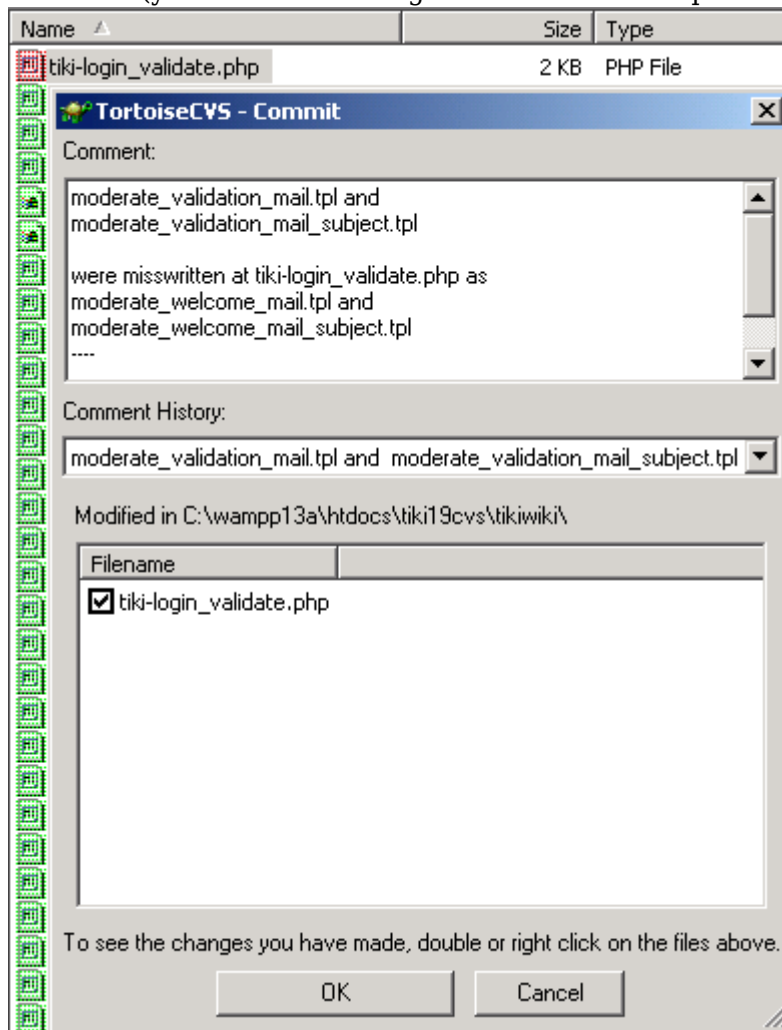 Name Size Type
tiki-login_validate.php 2 KB PHP File
TortoiseCVS - Commit
Comment:
moderate_validation_mail.tpl and
moderate_validation_mail_subject.tpl
were misswritten at tiki-login_validate.php as
moderate_welcome_mail.tpl and
moderate_welcome_mail_subject.tpl
----
Comment History:
moderate_validation_mail.tpl and moderate_validation_mail_subject.tpl
Modified in C:\wampp13a\htdocs\tiki19cvs\tikiwiki\
Filename
tiki-login_validate.php
To see the changes you have made, double or right click on the files above.
OK Cancel